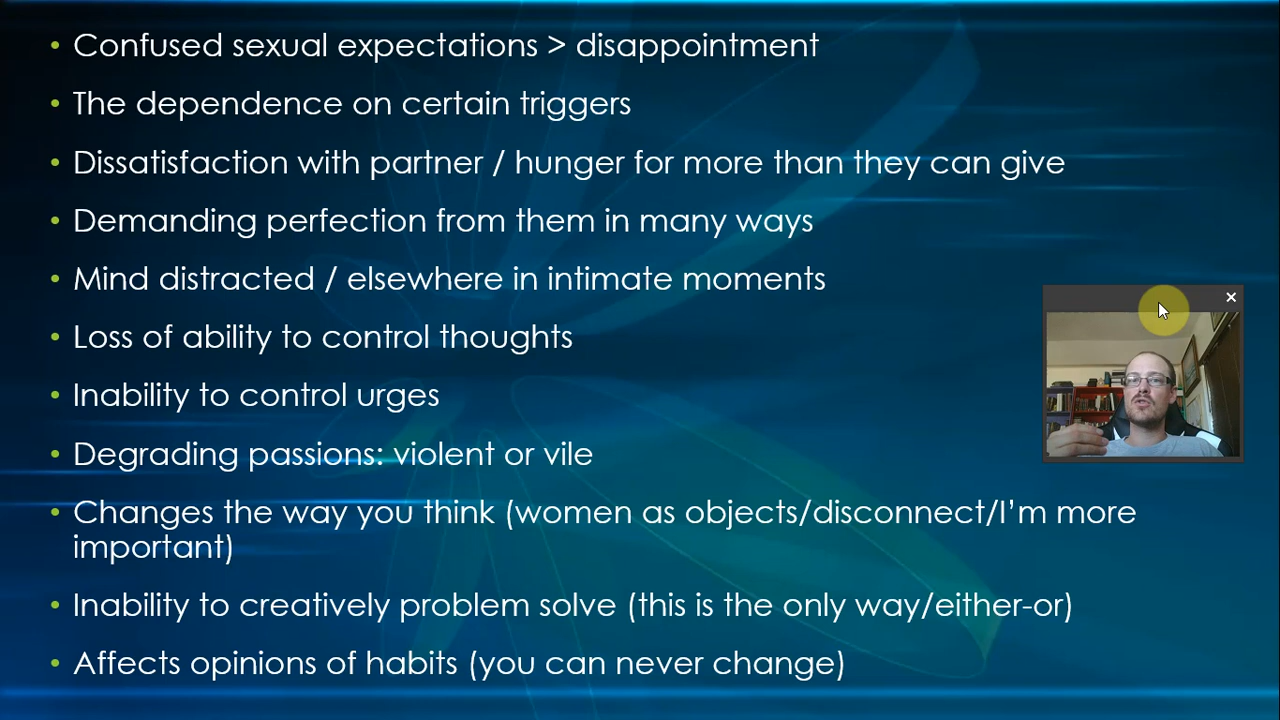 • Confused sexual expectations > disappointment
• The dependence on certain triggers
• Dissatisfaction with partner / hunger for more than they can give
• Demanding perfection from them in many ways
• Mind distracted / elsewhere in intimate moments
• Loss of ability to control thoughts
• Inability to control urges
• Degrading passions: violent or vile
• Changes the way you think (women as objects/disconnect/I'm more
important)
• Inability to creatively problem solve (this is the only way/either-or)
• Affects opinions of habits (you can never change)